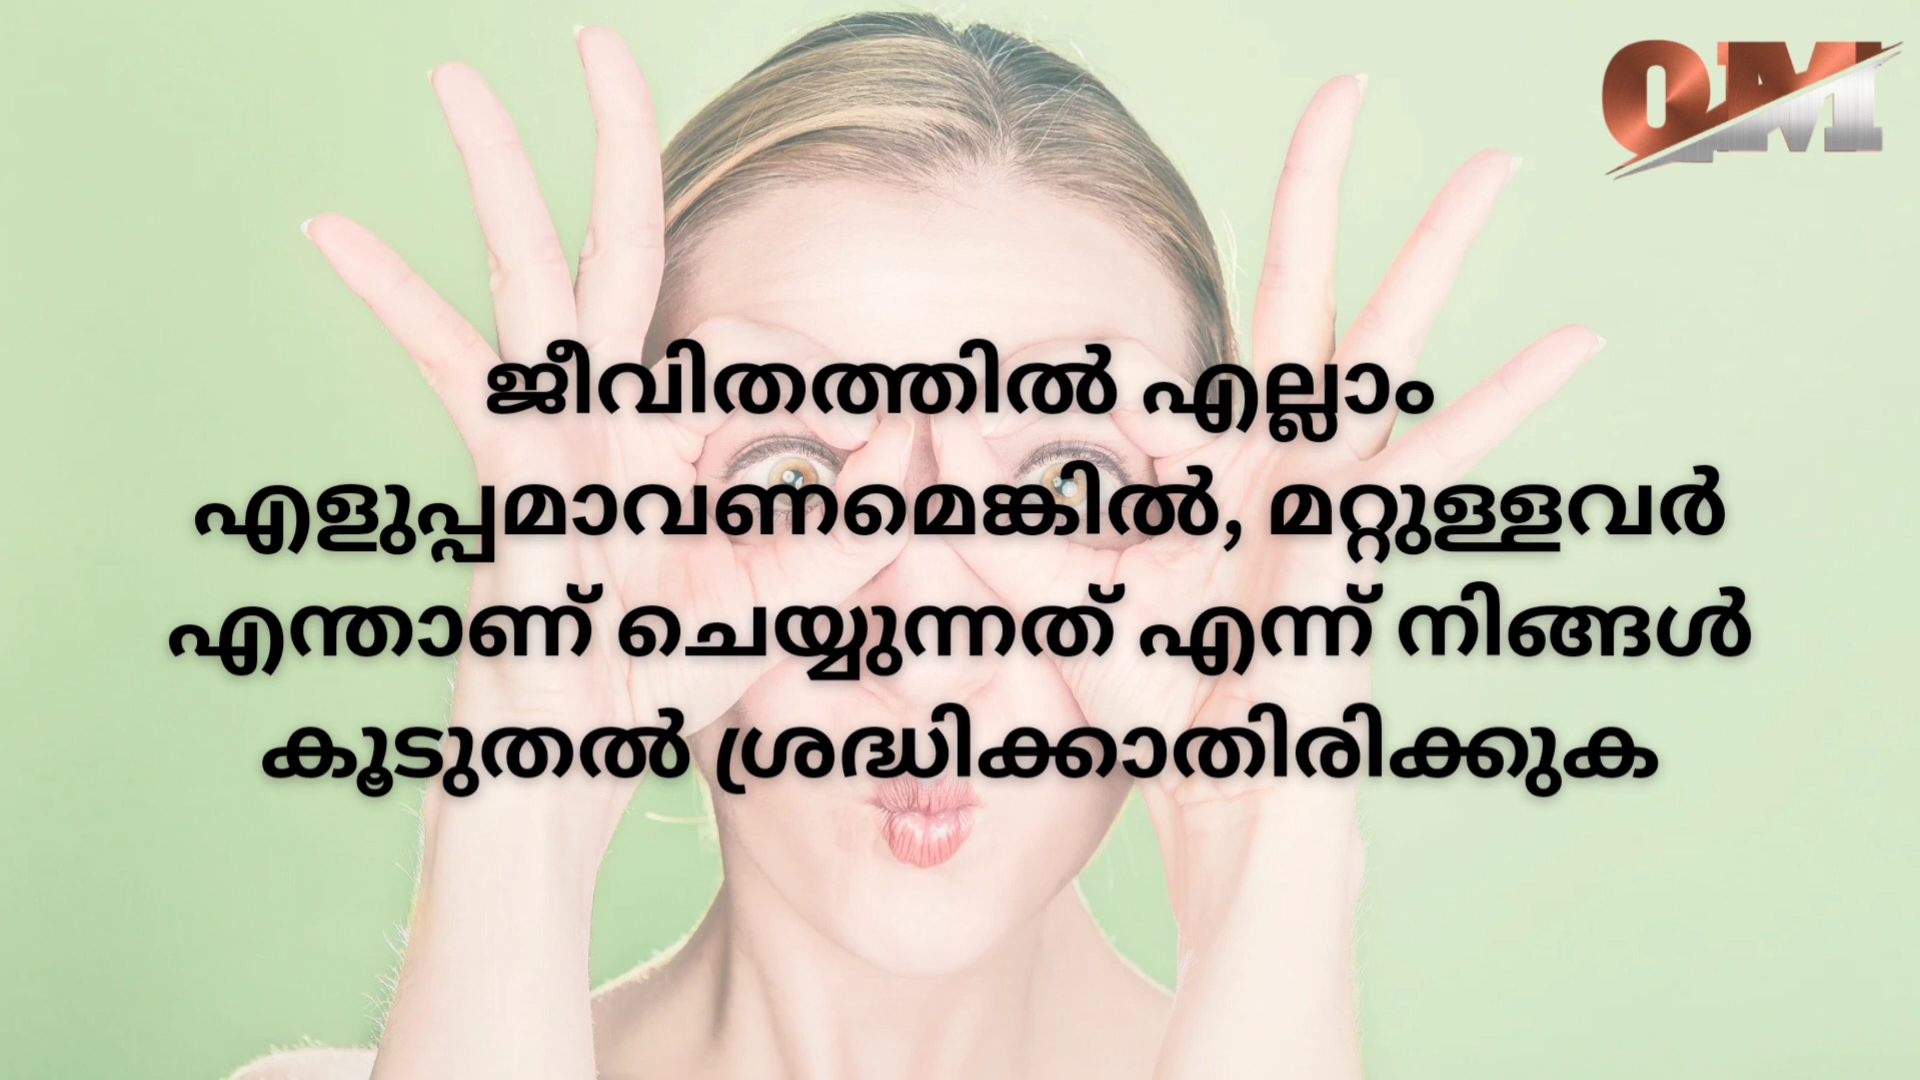 QM
ജീവിതത്തിൽ എല്ലാം
എളുപ്പമാവണമെങ്കിൽ, മറ്റുള്ളവർ
എന്താണ് ചെയ്യുന്നത് എന്ന് നിങ്ങൾ
കൂടുതൽ ശ്രദ്ധിക്കാതിരിക്കുക